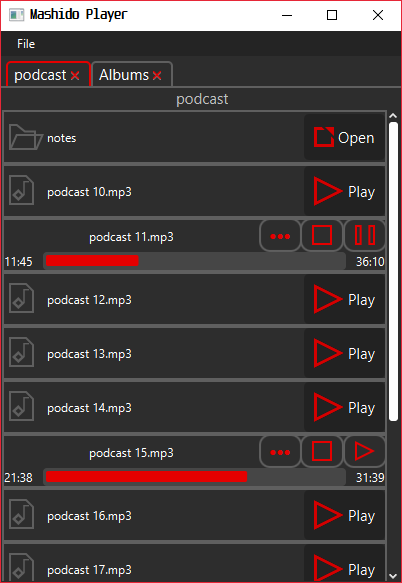 Mashido Player
File
podcast Albums
podcast
notes Open
podcast 10.mp3 Play
podcast 11.mp3
11:45 36:10
podcast 12.mp3 Play
podcast 13.mp3 Play
podcast 14.mp3 Play
podcast 15.mp3
21:38 31:39
podcast 16.mp3 Play
podcast 17.mp3 Play